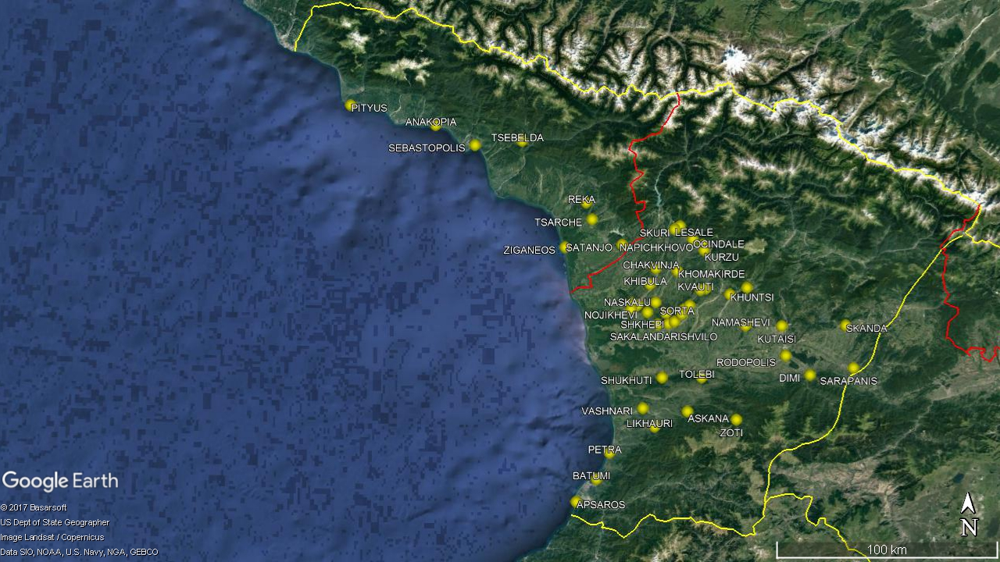 PITYUS
ANAKOPIA
TSEBELDA
SEBASTOPOLIS
REKA
TSARCHE
SKURI
LESALE
ZIGANEOS
SATANJO
NAPICHKHOVO
OCINDALE
KURZU
CHAKVINJA
KHOMAKIRDE
KHIBULA
KVAUTI
KHUNTSI
NASKALU
NOJIKHEVI
SORTA
SHKHEPI
NAMASHEVI
SKANDA
SAKALANDARISHVILO
KUTAISI
RODOPOLIS
SHUKHUTI
TOLEBI
DIMI
SARAPANIS
VASHNARI
LIKHAURI
ASKANA
ZOTI
PETRA
BATUMI
APSAROS
Google Earth
© 2017 Basarsoft
US Dept of State Geographer
Image Landsat / Copernicus
Data SIO, NOAA, U.S. Navy, NGA, GEBCO
N
100 km